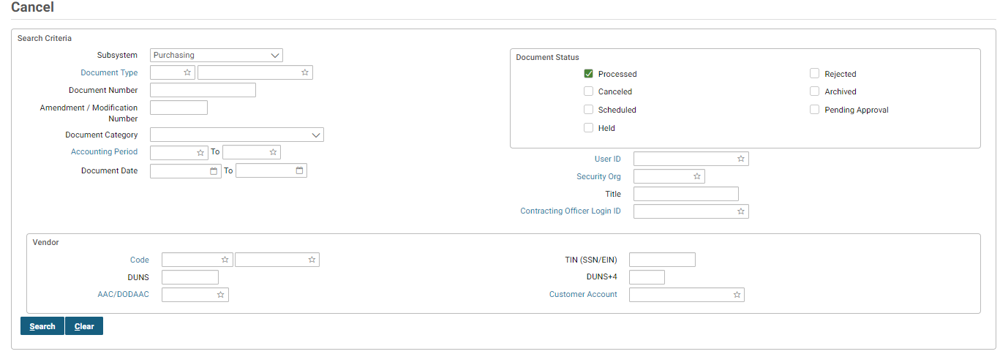 Cancel
Search Criteria
Subsystem Purchasing
Document Type
Document Number
Amendment / Modification
Number
Document Category
Accounting Period To
Document Date To
Document Status
Processed Rejected
Canceled Archived
Scheduled Pending Approval
Held
User ID
Security Org
Title
Contracting Officer Login ID
Vendor
Code TIN (SSN/EIN)
DUNS DUNS+4
AAC/DODAAC Customer Account
Search Clear